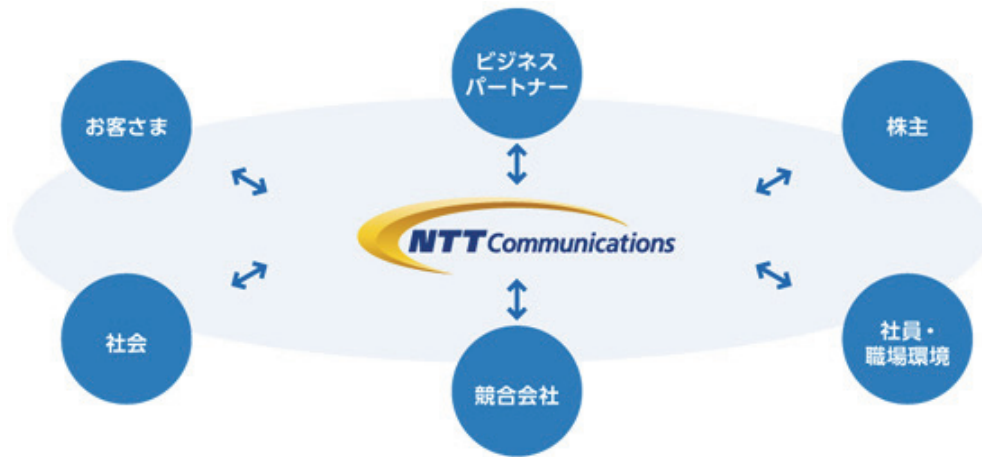 ビジネス
パートナー
お客さま
株主
NTT Communications
社会
社員・
職場環境
競合会社